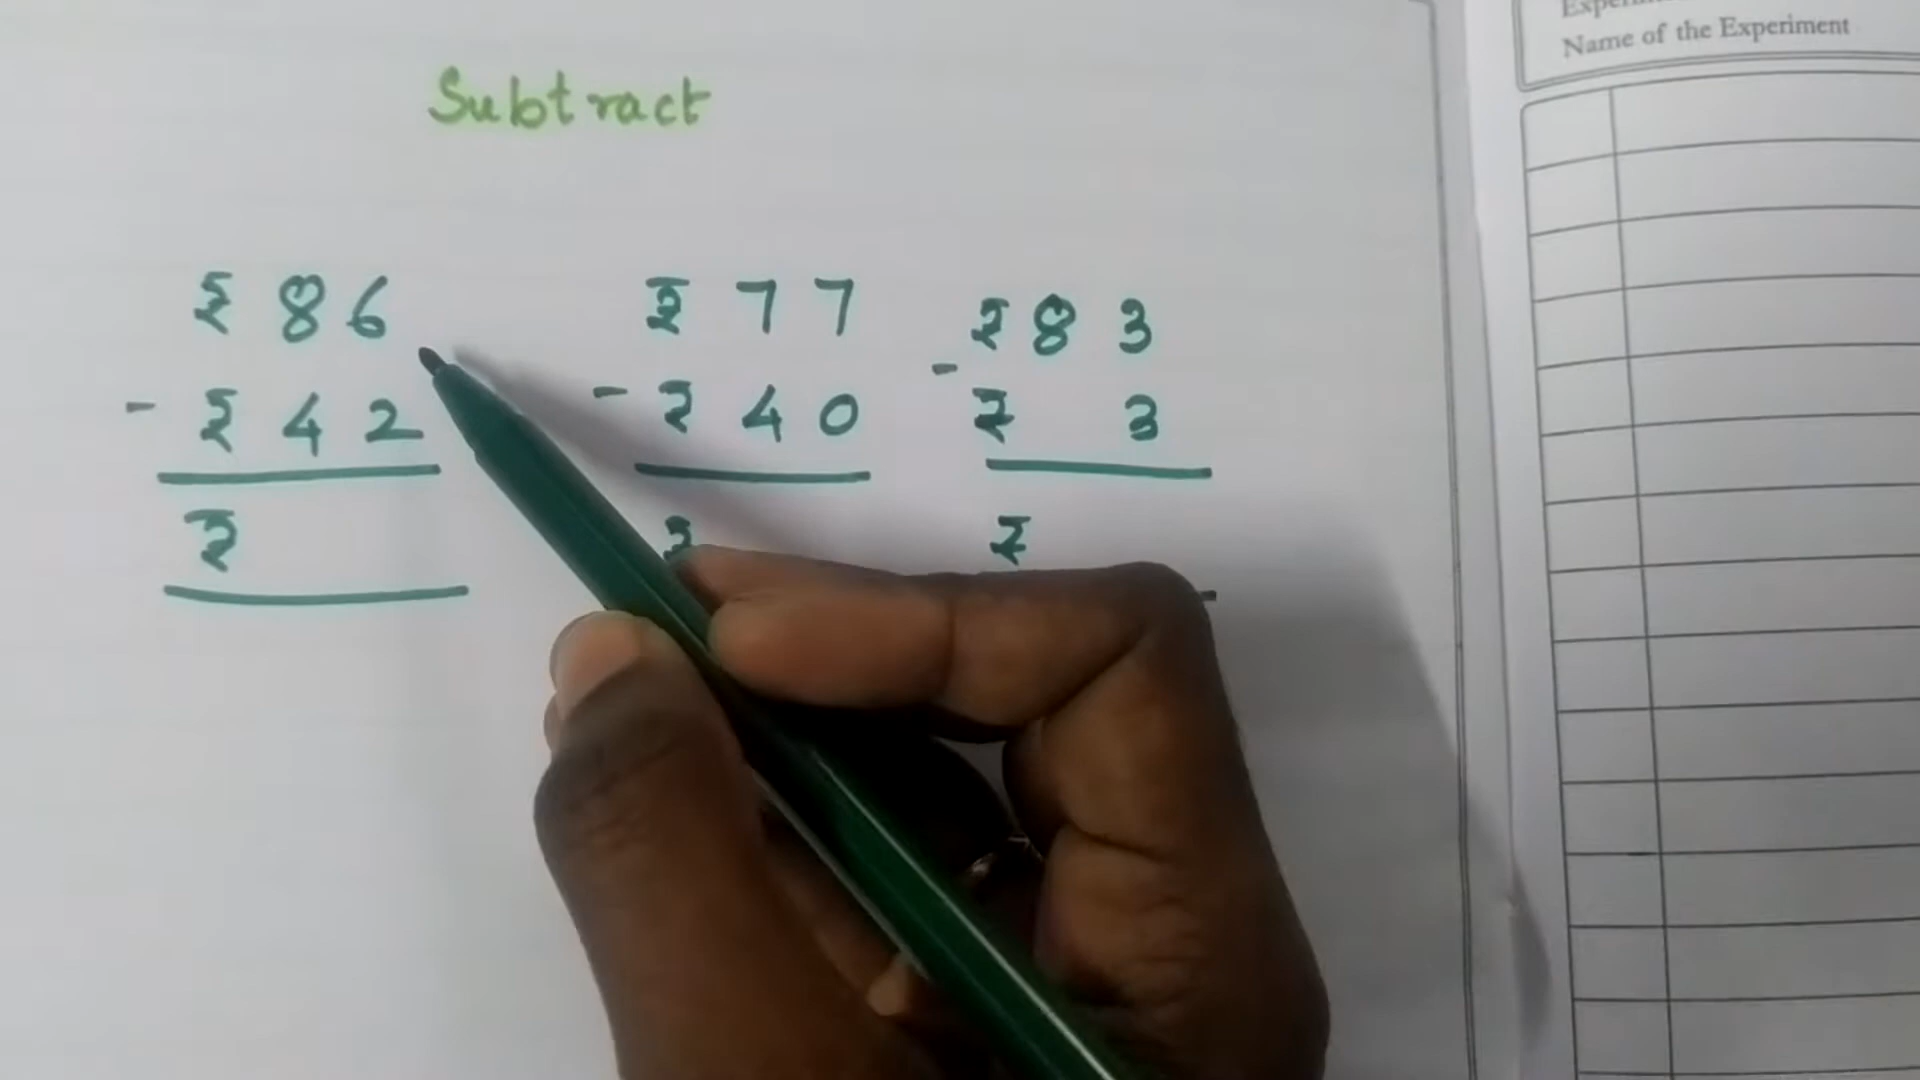 Subtract
₹ 86 ₹ 77 ₹ 83
- ₹ 42 - ₹ 40 - ₹ 3
₹ ₹ ₹
Name of the Experiment